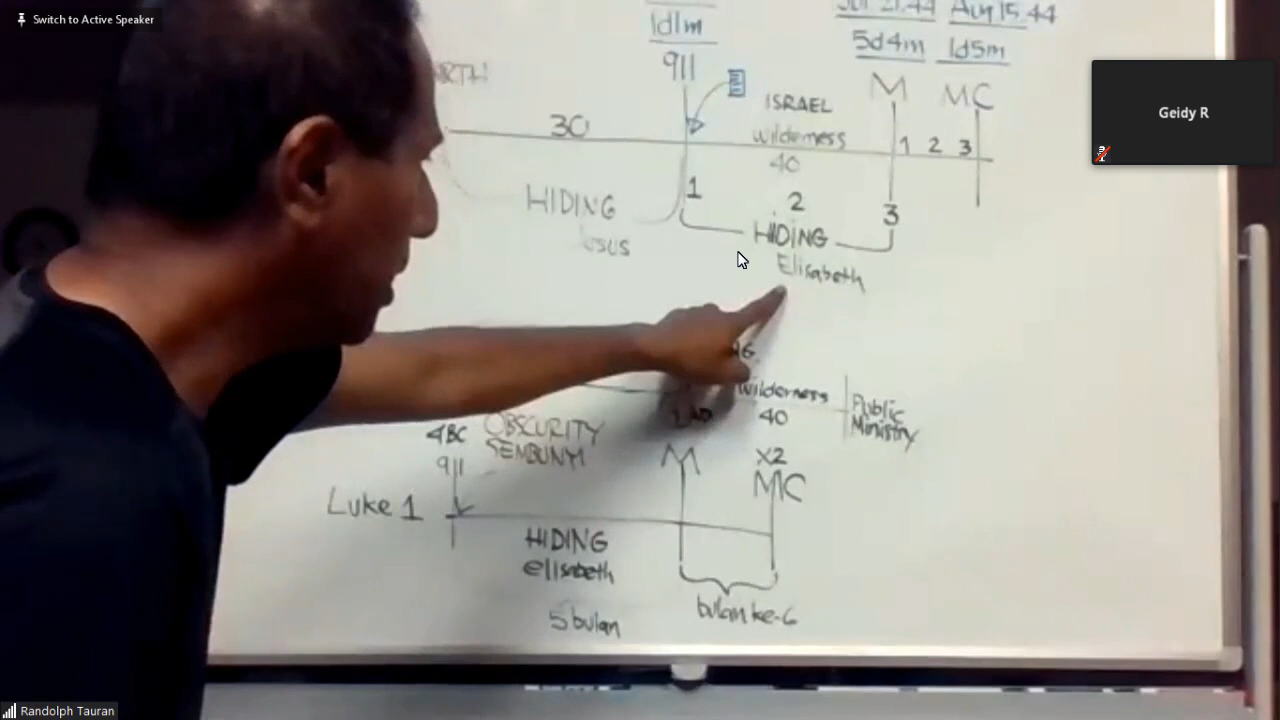 Switch to Active Speaker
Geidy R
1d1m
911
Aug 15.44
5d4m 1d5m
M MC
ISRAEL
wilderness
40
30
1 2 3
1
2
3
HIDING
HIDING
Elisabeth
wilderness
40
Public
Ministry
OBSCURITY
SEMBUNYI
911
M
X2
MC
Luke 1
HIDING
elisabeth
5 bulan
bulan ke-6
Randolph Tauran